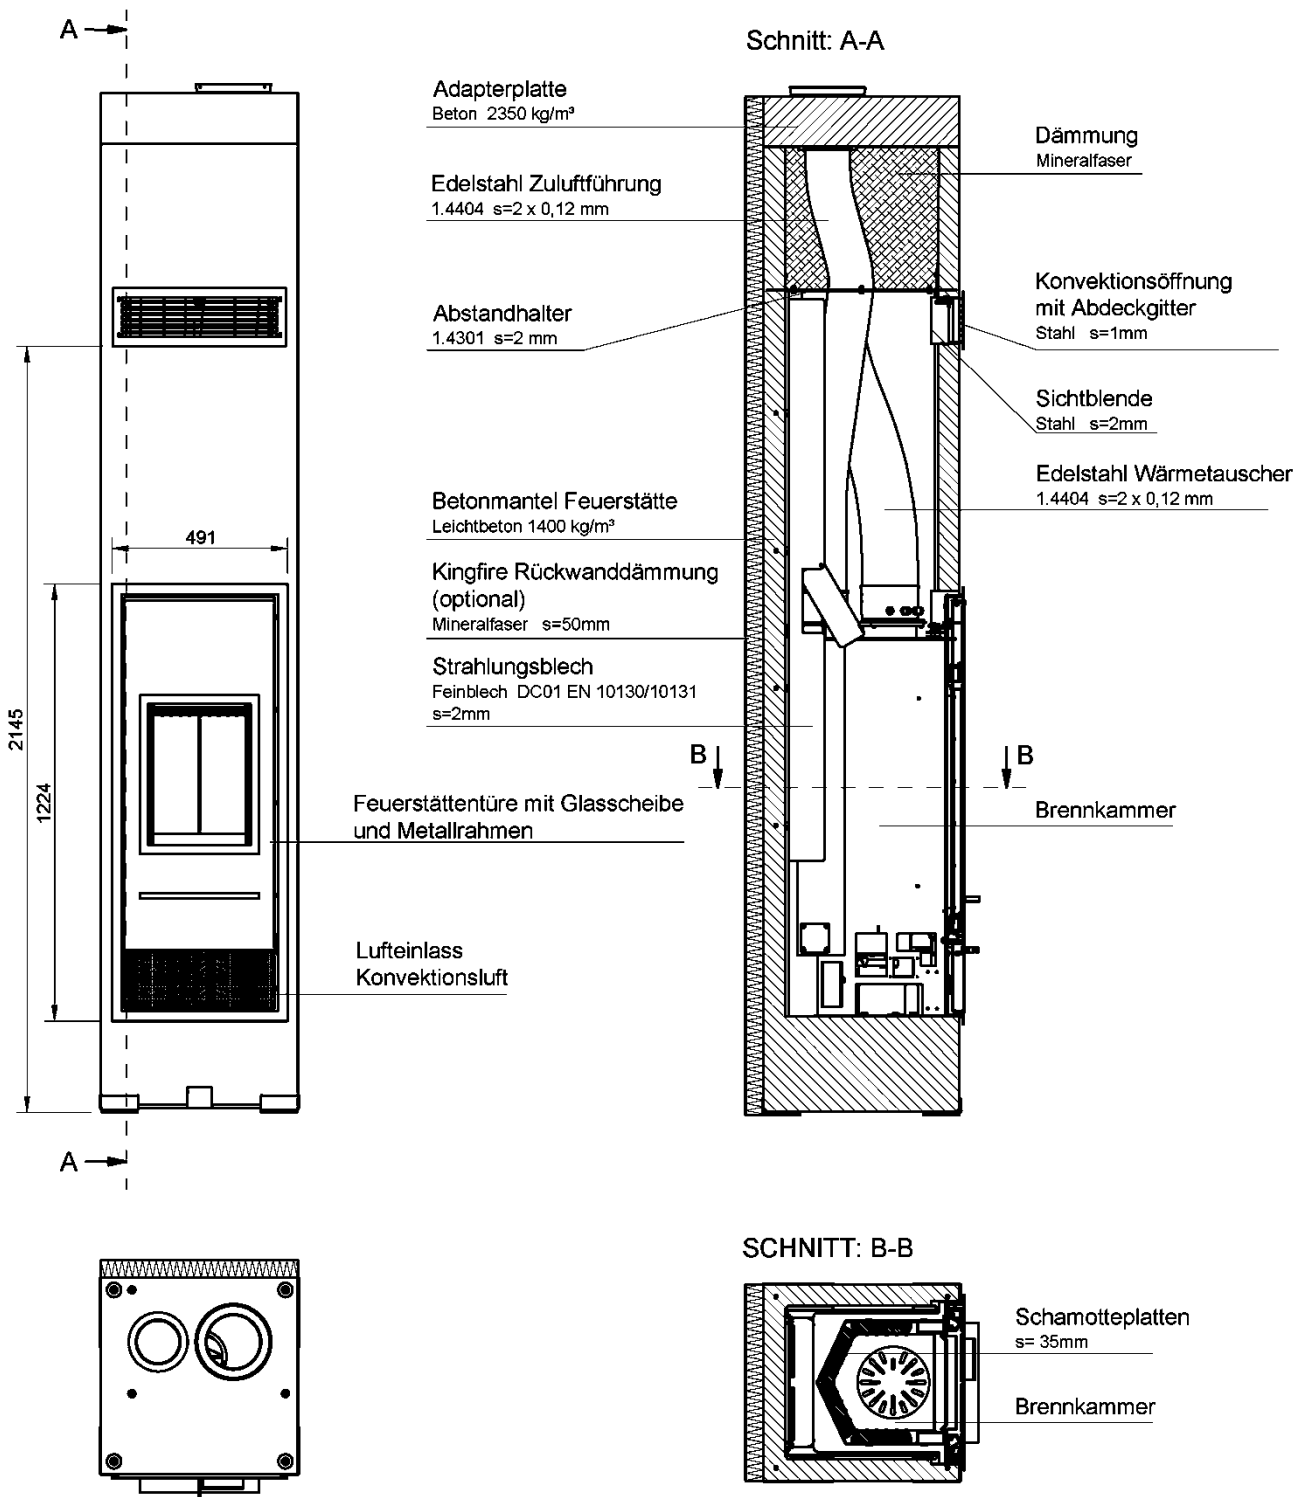 A
Schnitt: A-A
Adapterplatte
Beton 2350 kg/m³
Dämmung
Mineralfaser
Edelstahl Zuluftführung
1.4404 s=2 x 0,12 mm
Konvektionsöffnung
mit Abdeckgitter
Stahl s=1mm
Abstandhalter
1.4301 s=2 mm
Sichtblende
Stahl s=2mm
Edelstahl Wärmetauscher
1.4404 s=2 x 0,12 mm
Betonmantel Feuerstätte
Leichtbeton 1400 kg/m³
491
Kingfire Rückwanddämmung
(optional)
Mineralfaser s=50mm
Strahlungsblech
Feinblech DC01 EN 10130/10131
s=2mm
2145
1224
B
B
Feuerstättentüre mit Glasscheibe
und Metallrahmen
Brennkammer
Lufteinlass
Konvektionsluft
A
SCHNITT: B-B
Schamotteplatten
s= 35mm
Brennkammer